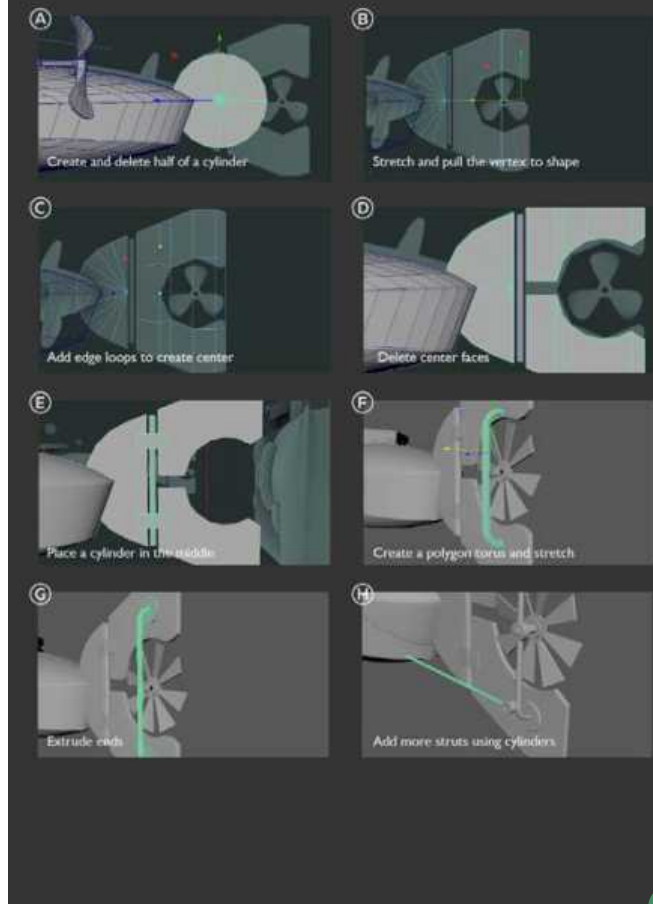 A
B
Create and delete half of a cylinder
Stretch and pull the vertex to shape
C
D
Add edge loops to create center
Delete center faces
E
F
Place a cylinder in the middle
Create a polygon torus and stretch
G
H
Extrude ends
Add more struts using cylinders